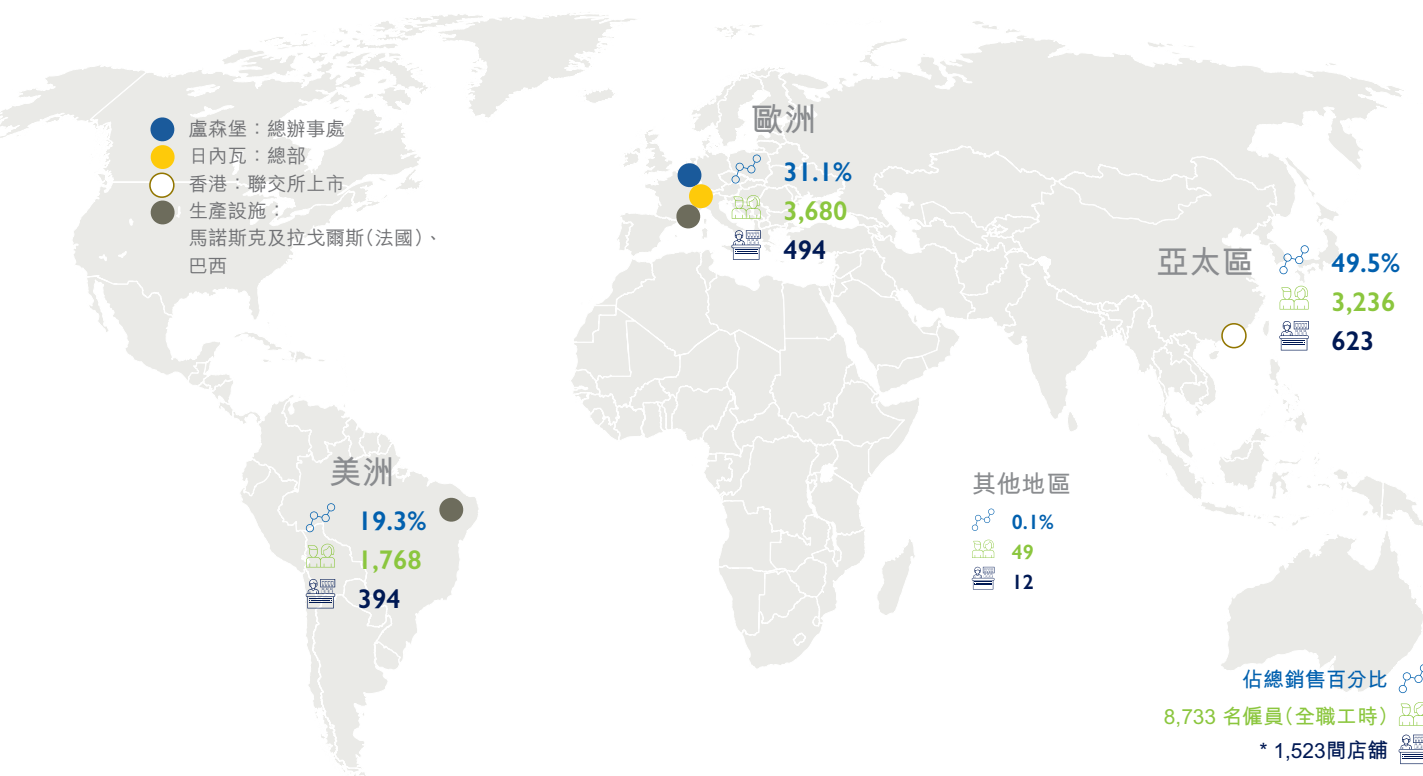 盧森堡：總辦事處
日內瓦：總部
香港：聯交所上市
生產設施：
馬諾斯克及拉戈爾斯(法國)、
巴西
歐洲
31.1%
3,680
494
亞太區
49.5%
3,236
623
美洲
19.3%
1,768
394
其他地區
0.1%
49
12
佔總銷售百分比
8,733 名僱員(全職工時)
* 1,523間店舖